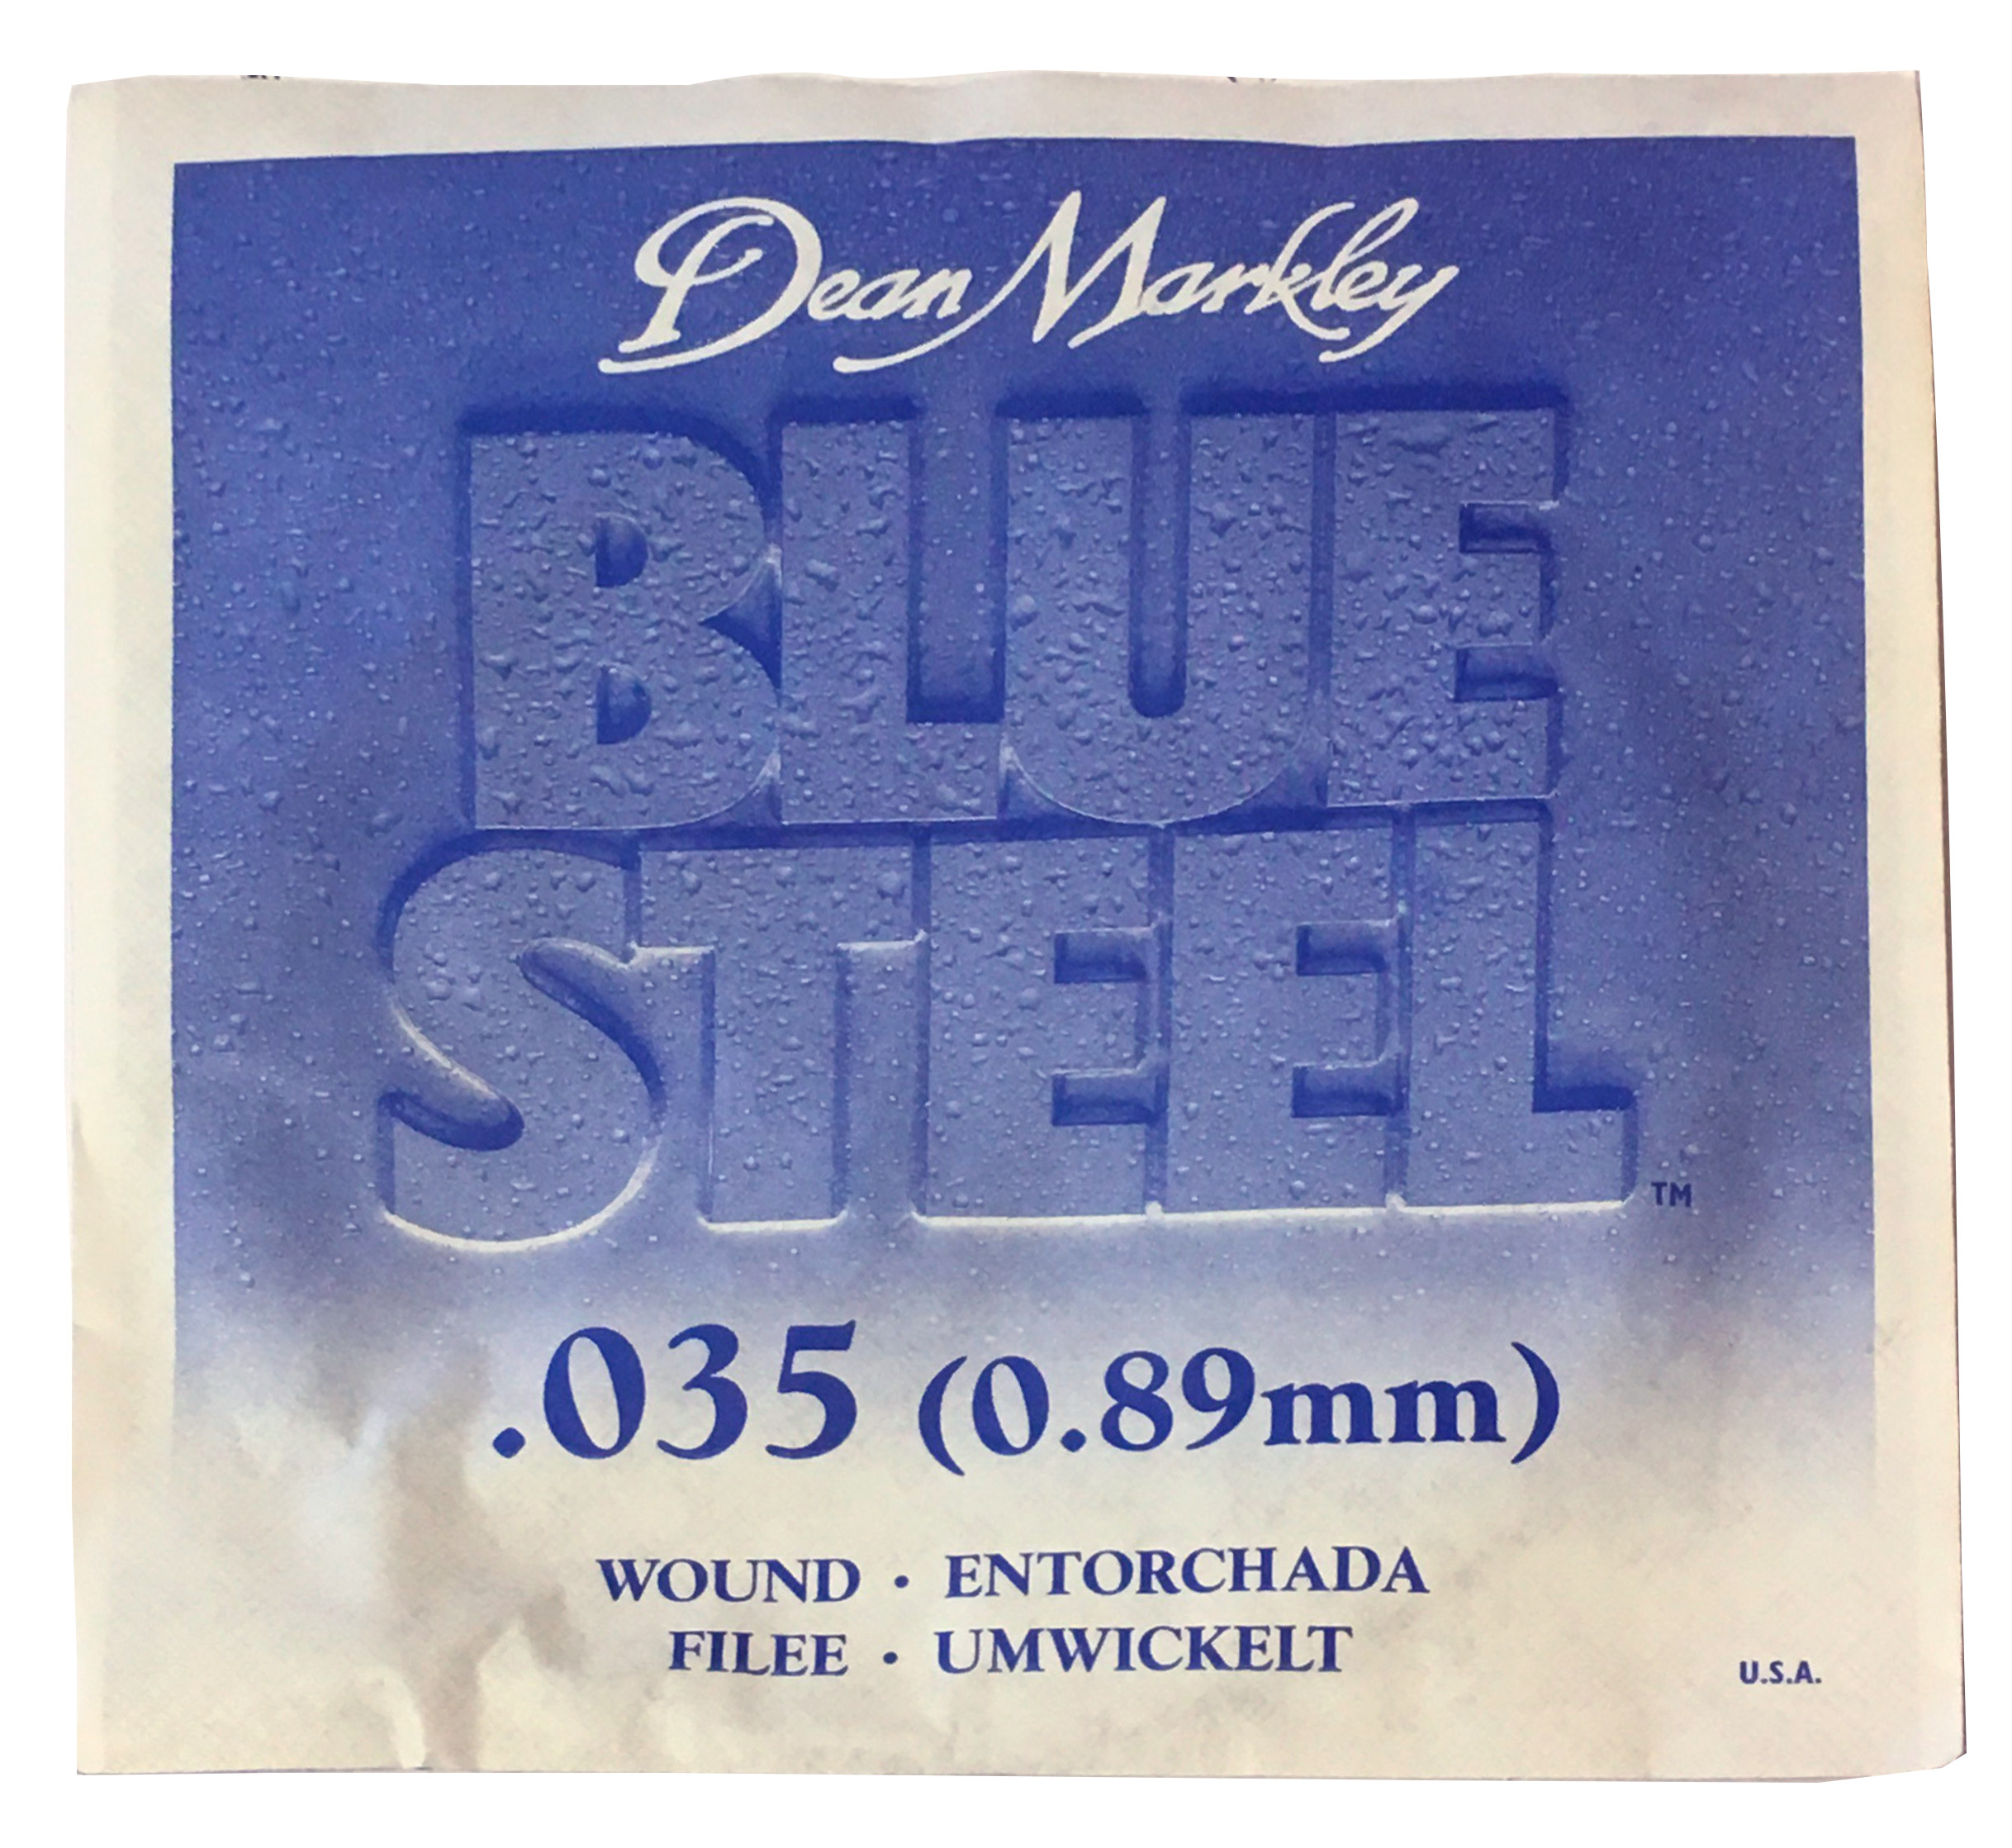 Dean Markley
BLUE
STEEL
TM
.035 (0.89mm)
WOUND · ENTORCHADA
FILEE · UMWICKELT
U.S.A.